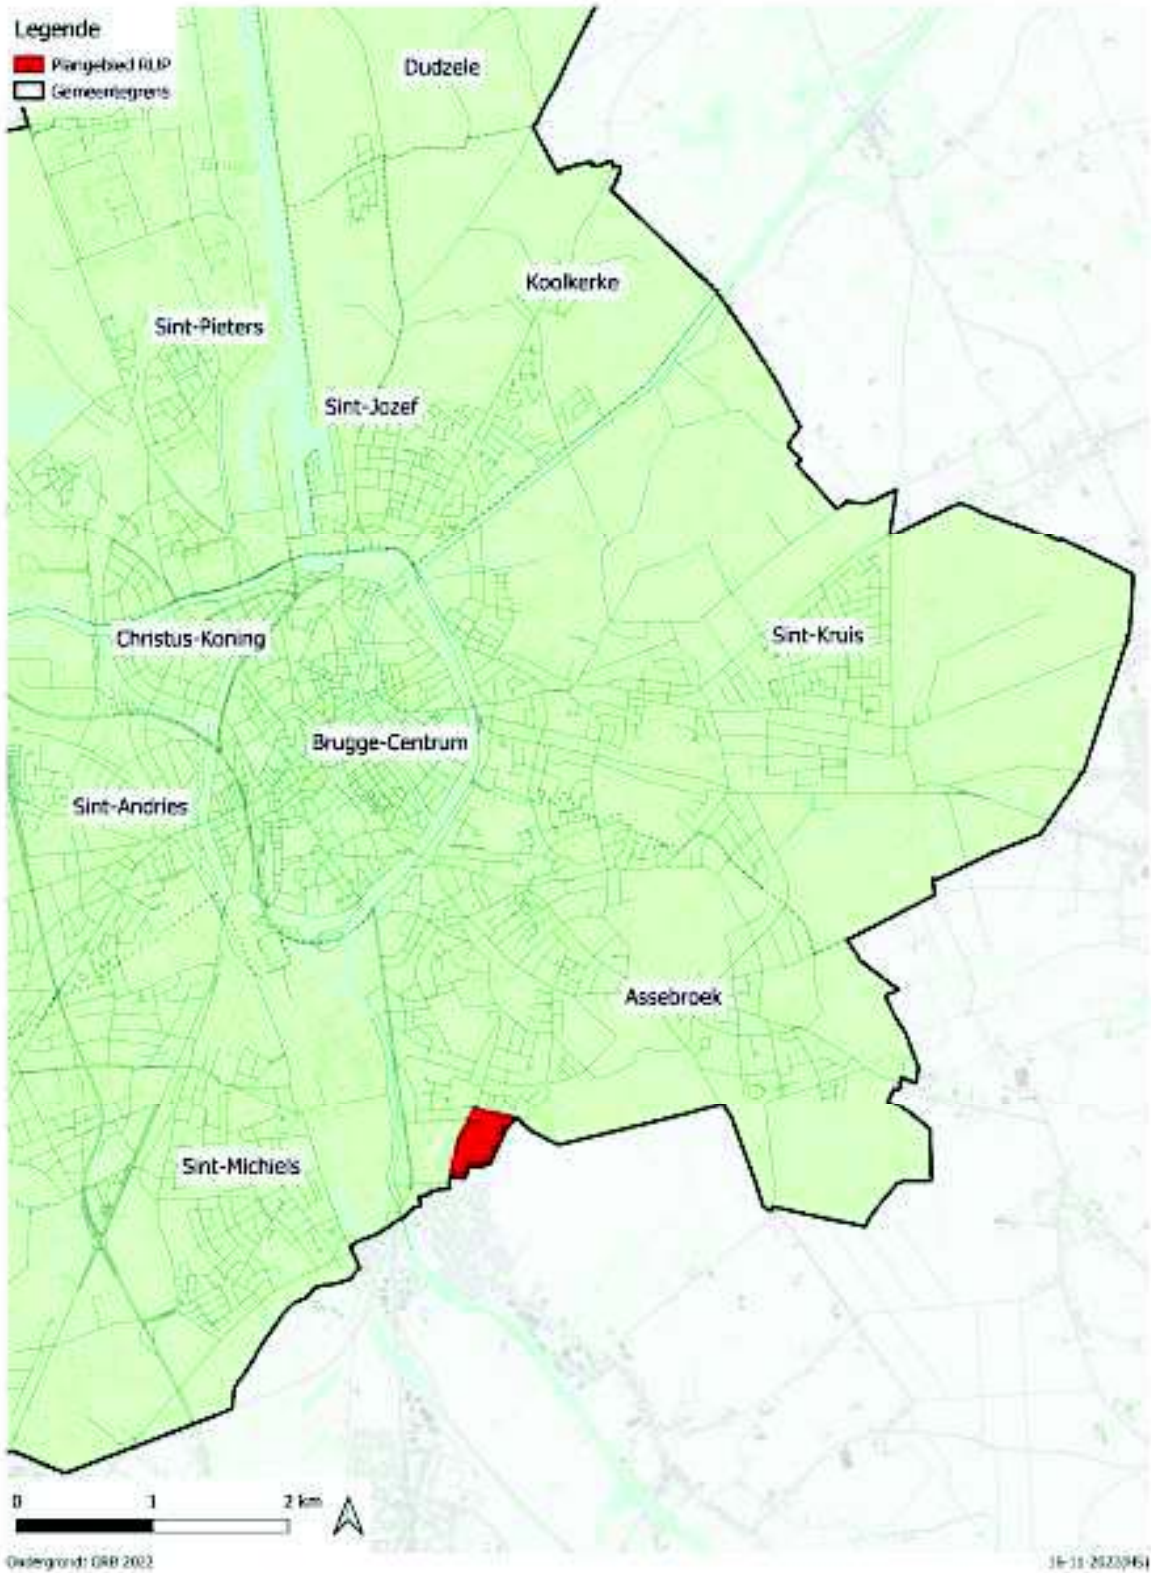 Legende
Plangebied RUP
Gemeentegrens
Dudzele
Koolkerke
Sint-Pieters
Sint-Jozef
Christus-Koning
Sint-Kruis
Brugge-Centrum
Sint-Andries
Assebroek
Sint-Michiels
0 1 2 km
Ondergrond: GRB 2022